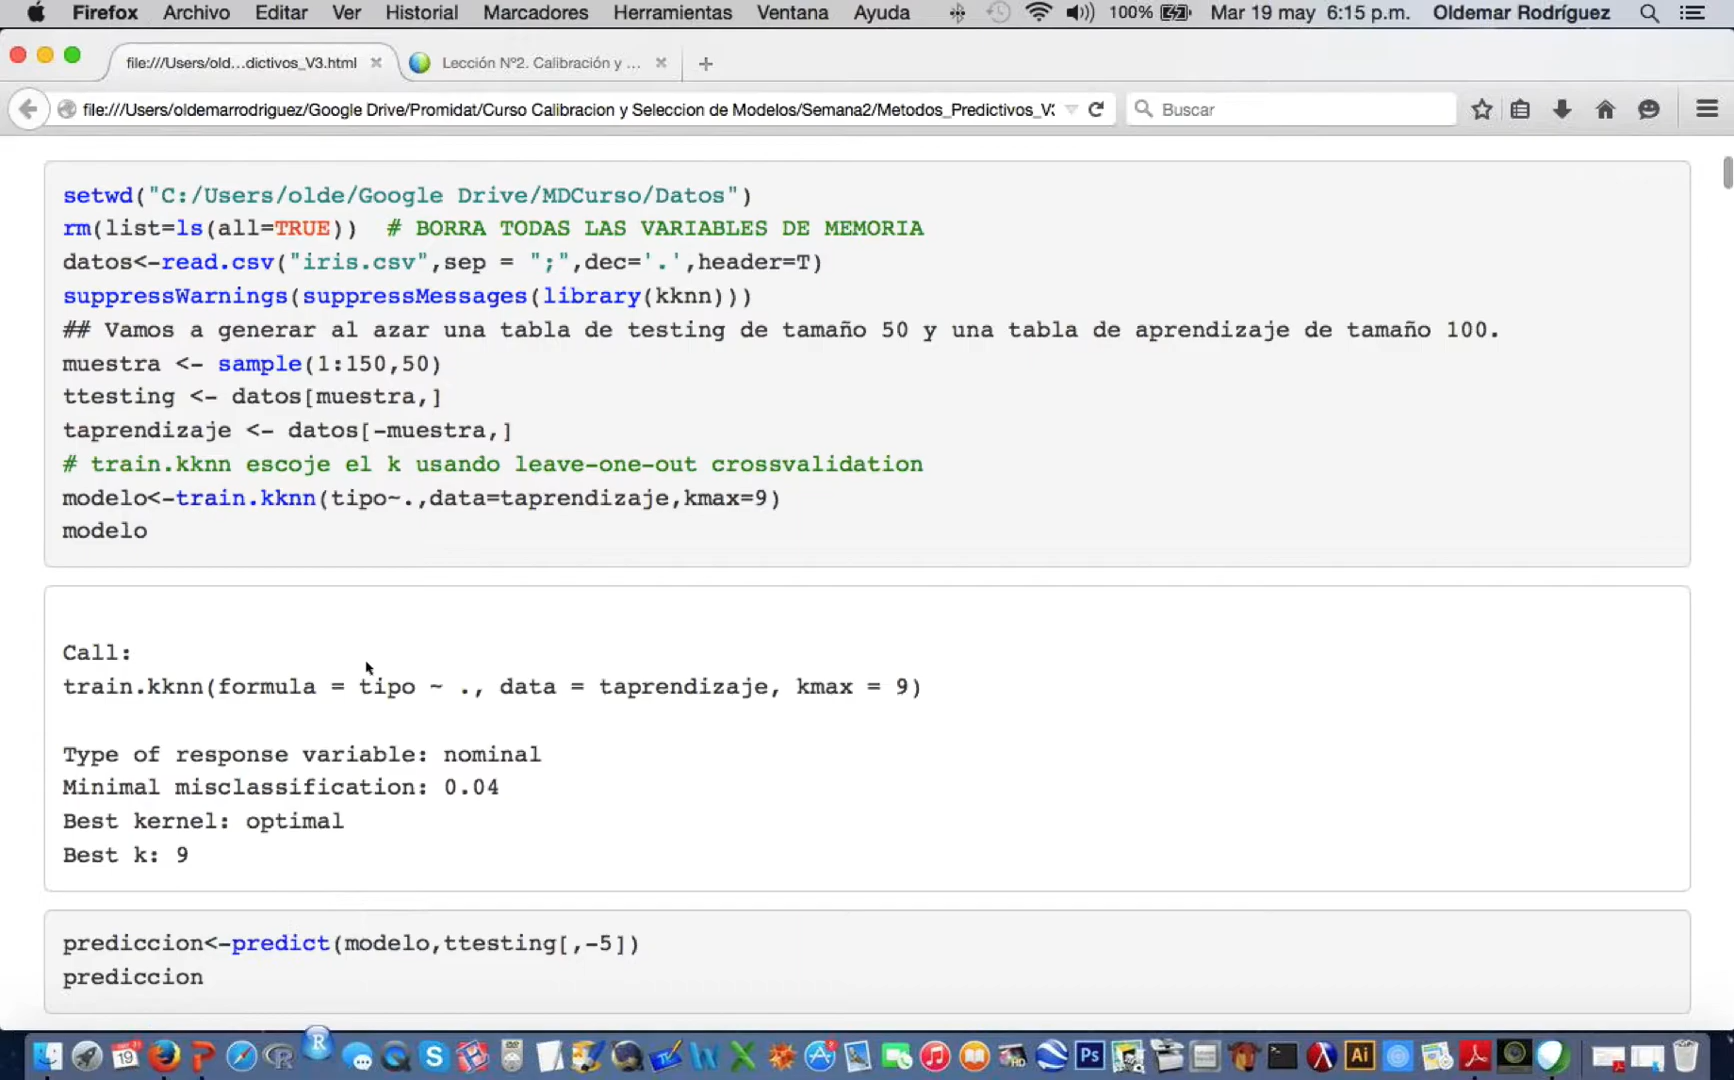 Firefox Archivo Editar Ver Historial Marcadores Herramientas Ventana Ayuda 100% Mar 19 may 6:15 p.m. Oldemar Rodríguez
file:///Users/old...dictivos_V3.html Lección Nº2. Calibración y ...
file:///Users/oldemarrodriguez/Google Drive/Promidat/Curso Calibracion y Seleccion de Modelos/Semana2/Metodos_Predictivos_V: Buscar
setwd("C:/Users/olde/Google Drive/MDCurso/Datos")
rm(list=ls(all=TRUE)) # BORRA TODAS LAS VARIABLES DE MEMORIA
datos<-read.csv("iris.csv",sep = ";",dec='.',header=T)
suppressWarnings(suppressMessages(library(kknn)))
## Vamos a generar al azar una tabla de testing de tamaño 50 y una tabla de aprendizaje de tamaño 100.
muestra <- sample(1:150,50)
ttesting <- datos[muestra,]
taprendizaje <- datos[-muestra,]
# train.kknn escoje el k usando leave-one-out crossvalidation
modelo<-train.kknn(tipo~.,data=taprendizaje,kmax=9)
modelo
Call:
train.kknn(formula = tipo ~ ., data = taprendizaje, kmax = 9)
Type of response variable: nominal
Minimal misclassification: 0.04
Best kernel: optimal
Best k: 9
prediccion<-predict(modelo,ttesting[,-5])
prediccion
19 R R S W X Ps Ai